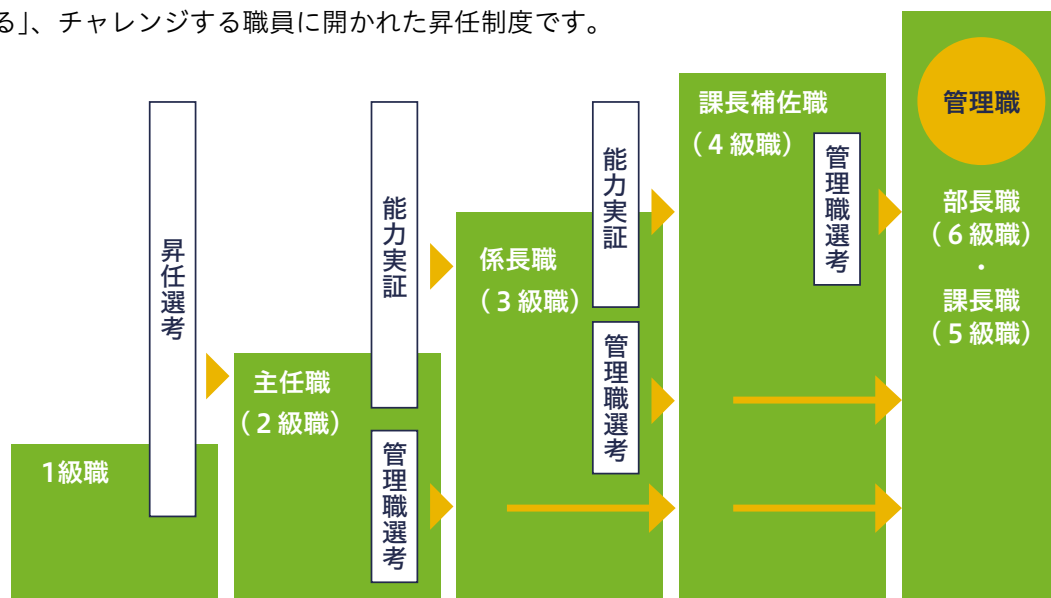 る」、チャレンジする職員に開かれた昇任制度です。
1級職
昇任選考
主任職
（2級職）
能力実証
管理職選考
係長職
（3級職）
能力実証
管理職選考
課長補佐職
（4級職）
管理職選考
管理職
部長職
（6級職）
・
課長職
（5級職）